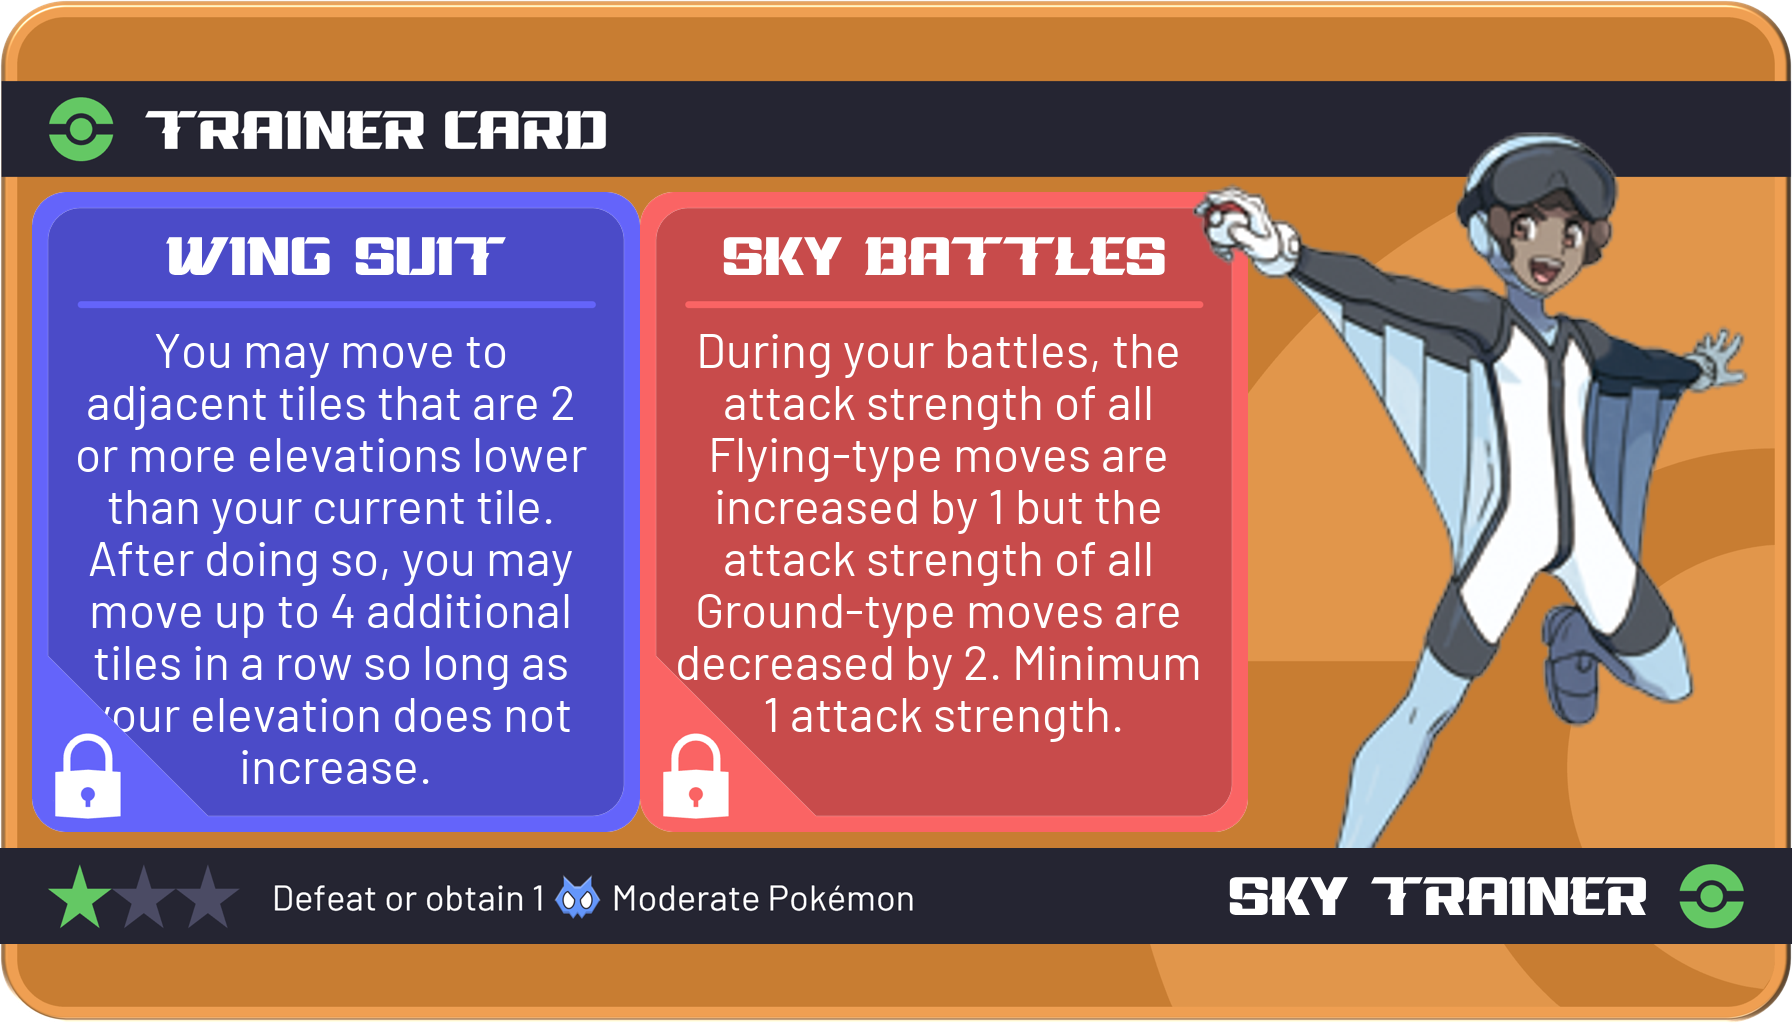 TRAINER CARD
WING SUIT
You may move to
adjacent tiles that are 2
or more elevations lower
than your current tile.
After doing so, you may
move up to 4 additional
tiles in a row so long as
your elevation does not
increase.
SKY BATTLES
During your battles, the
attack strength of all
Flying-type moves are
increased by 1 but the
attack strength of all
Ground-type moves are
decreased by 2. Minimum
1 attack strength.
Defeat or obtain 1 Moderate Pokémon
SKY TRAINER